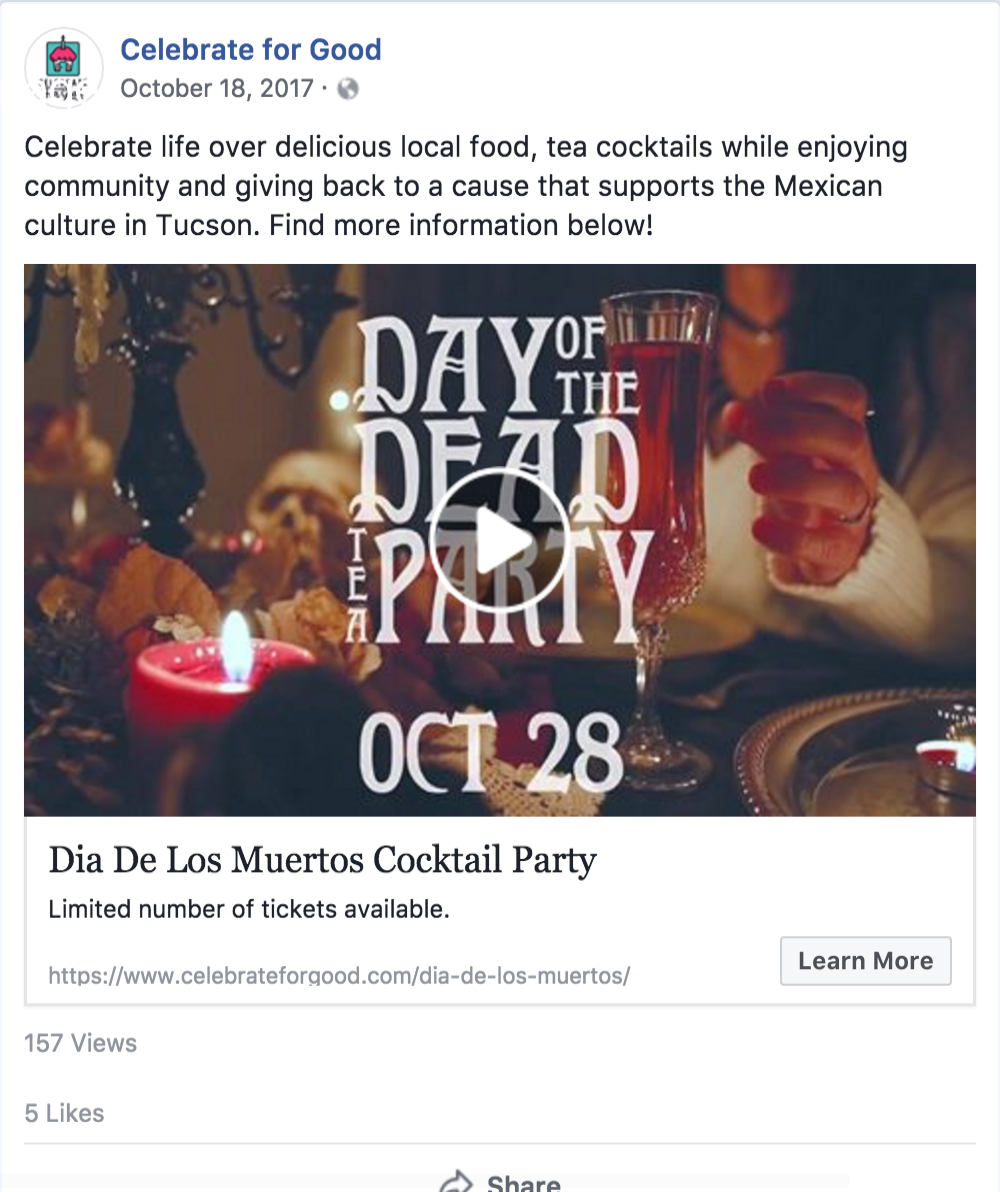 Celebrate for Good
October 18, 2017 ·
Celebrate life over delicious local food, tea cocktails while enjoying
community and giving back to a cause that supports the Mexican
culture in Tucson. Find more information below!
DAY OF THE
DEAD
TEA PARTY
OCT 28
Dia De Los Muertos Cocktail Party
Limited number of tickets available.
https://www.celebrateforgood.com/dia-de-los-muertos/
Learn More
157 Views
5 Likes
Share